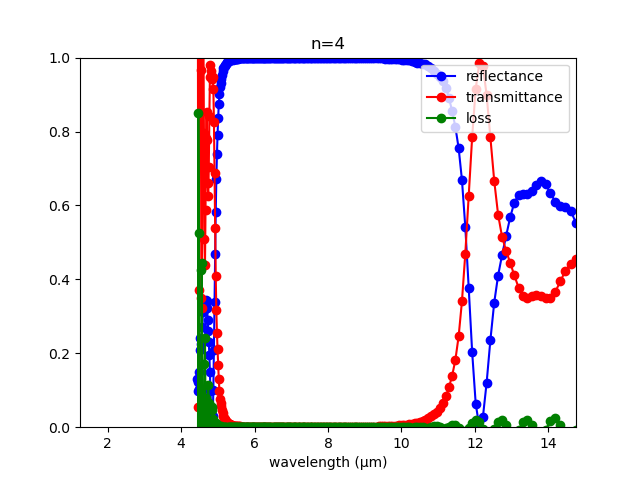 n=4
1.0
0.8
0.6
0.4
0.2
0.0
reflectance
transmittance
loss
2 4 6 8 10 12 14
wavelength (μm)